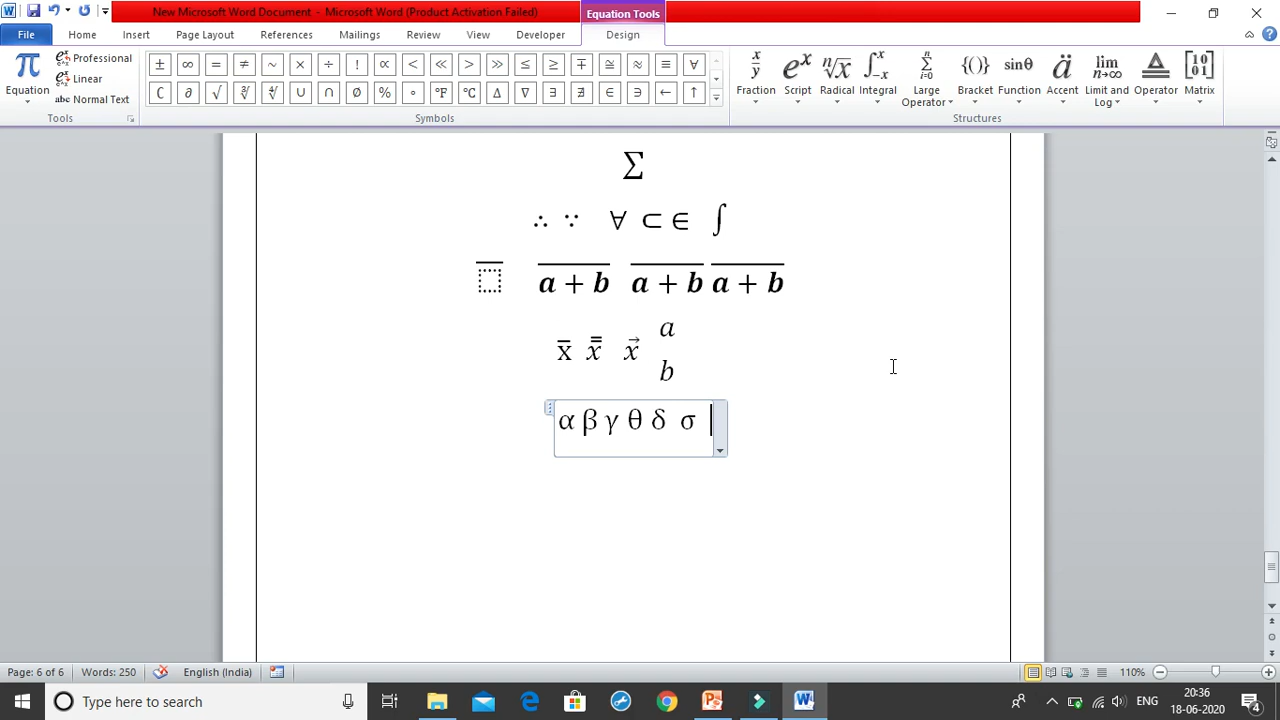 New Microsoft Word Document - Microsoft Word (Product Activation Failed)
Equation Tools
File Home Insert Page Layout References Mailings Review View Developer Design
π Equation
Professional
Linear
abc Normal Text
± ∞ = ≠ ~ × ÷ ! ∝ < ≪ > ≫ ≤ ≥ ∓ ≅ ≈ ≡ ∀
∁ ∂ √ ∛ ∜ ∪ ∩ ∅ % ° °F °C ∆ ∇ ∃ ∄ ∈ ∋ ← ↑
Fraction Script Radical Integral Large Operator Bracket Function Accent Limit and Log Operator Matrix
Tools Symbols Structures
∑
∴ ∵ ∀ ⊂ ∈ ∫
a + b a + b a + b
x̄ x̿ x⃗ a
b
α β γ θ δ σ
Page: 6 of 6 Words: 250 English (India) 110%
Type here to search
ENG
20:36
18-06-2020
4